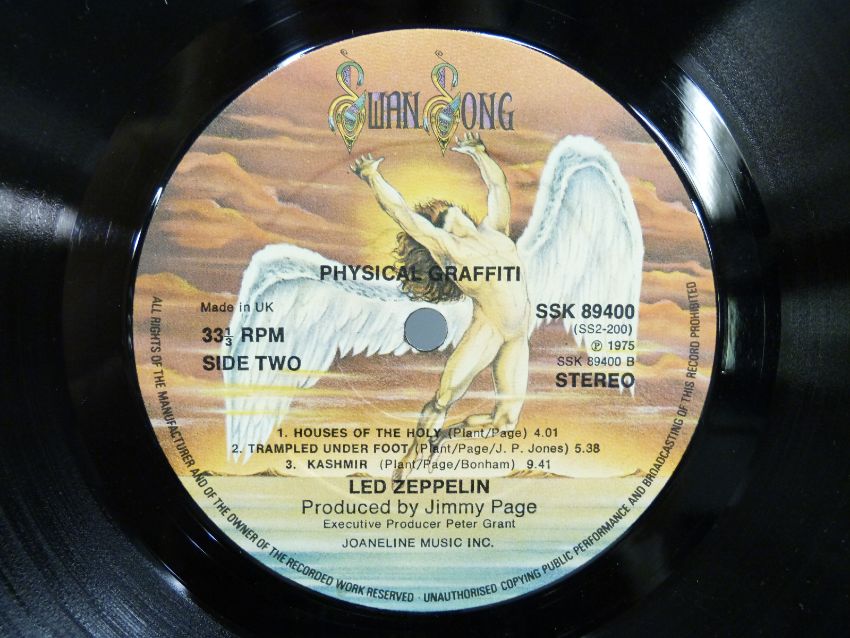 SWAN SONG
PHYSICAL GRAFFITI
Made in UK
33⅓ RPM
SIDE TWO
SSK 89400
(SS2-200)
Ⓟ 1975
SSK 89400 B
STEREO
1. HOUSES OF THE HOLY (Plant/Page) 4.01
2. TRAMPLED UNDER FOOT (Plant/Page/J. P. Jones) 5.38
3. KASHMIR (Plant/Page/Bonham) 9.41
LED ZEPPELIN
Produced by Jimmy Page
Executive Producer Peter Grant
JOANELINE MUSIC INC.
ALL RIGHTS OF THE MANUFACTURER AND OF THE OWNER OF THE RECORDED WORK RESERVED · UNAUTHORISED COPYING PUBLIC PERFORMANCE AND BROADCASTING OF THIS RECORD PROHIBITED